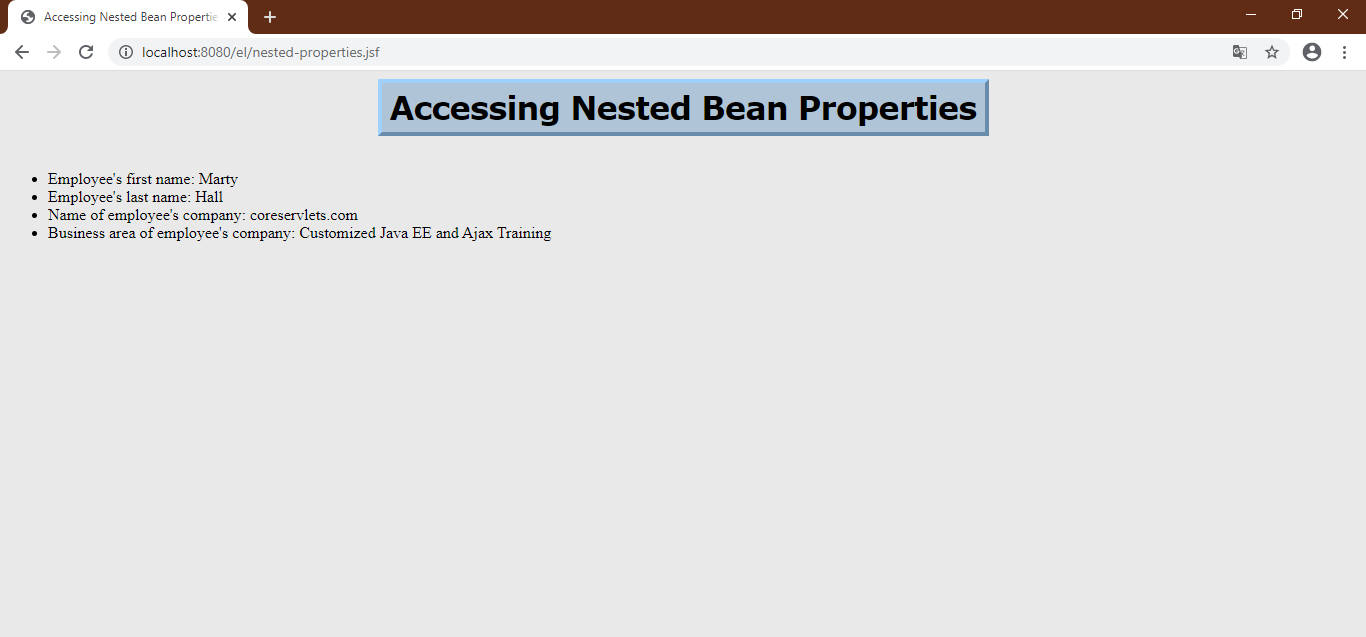 Accessing Nested Bean Propertie
localhost:8080/el/nested-properties.jsf
Accessing Nested Bean Properties
Employee's first name: Marty
Employee's last name: Hall
Name of employee's company: coreservlets.com
Business area of employee's company: Customized Java EE and Ajax Training